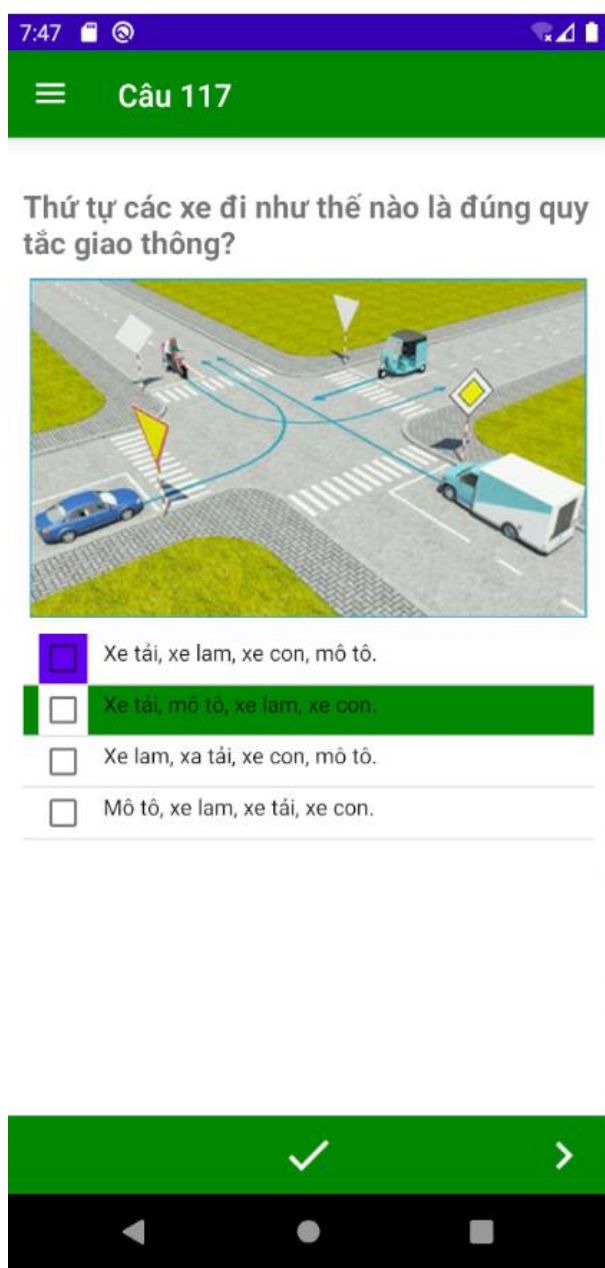 7:47
Câu 117
Thứ tự các xe đi như thế nào là đúng quy
tắc giao thông?
Xe tải, xe lam, xe con, mô tô.
Xe tải, mô tô, xe lam, xe con.
Xe lam, xa tải, xe con, mô tô.
Mô tô, xe lam, xe tải, xe con.